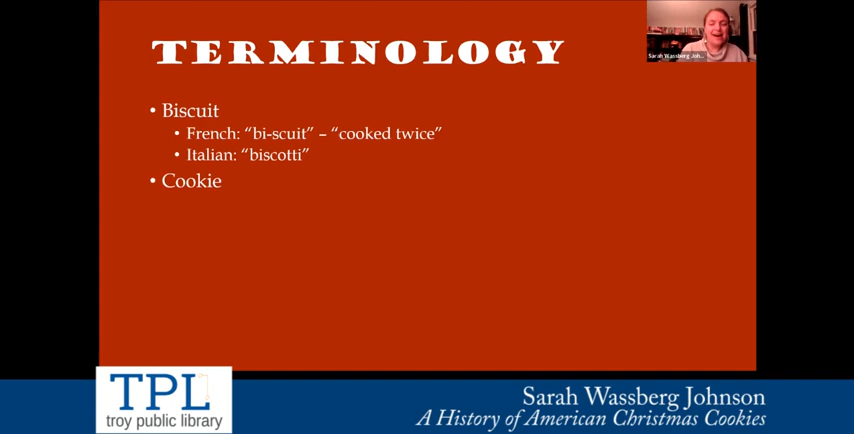 TERMINOLOGY
Sarah Wassberg Joh...
• Biscuit
• French: “bi-scuit” – “cooked twice”
• Italian: “biscotti”
• Cookie
TPL
troy public library
Sarah Wassberg Johnson
A History of American Christmas Cookies